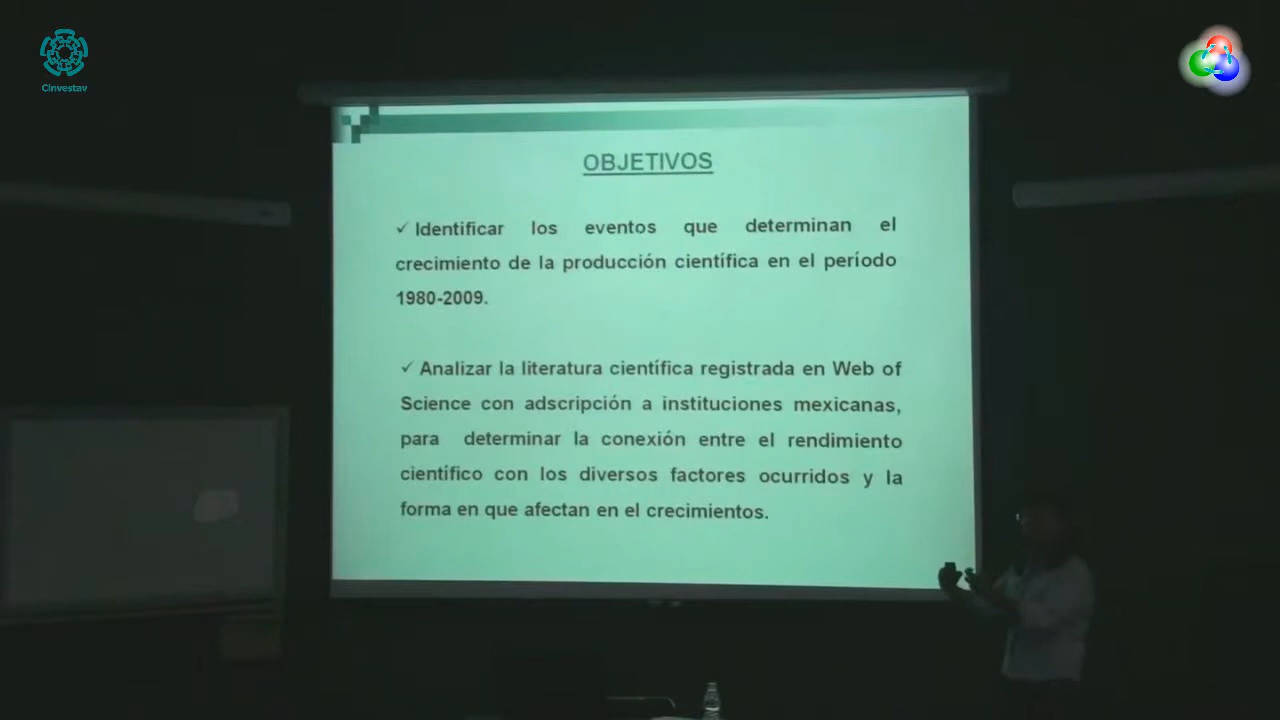 Cinvestav
OBJETIVOS
✓ Identificar los eventos que determinan el
crecimiento de la producción científica en el período
1980-2009.
✓ Analizar la literatura científica registrada en Web of
Science con adscripción a instituciones mexicanas,
para determinar la conexión entre el rendimiento
científico con los diversos factores ocurridos y la
forma en que afectan en el crecimientos.